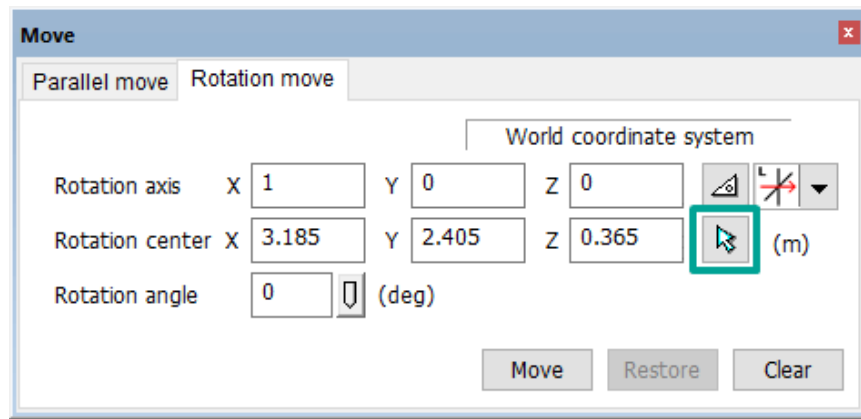 Move
Parallel move Rotation move
World coordinate system
Rotation axis X 1 Y 0 Z 0 L
Rotation center X 3.185 Y 2.405 Z 0.365 (m)
Rotation angle 0 (deg)
Move Restore Clear